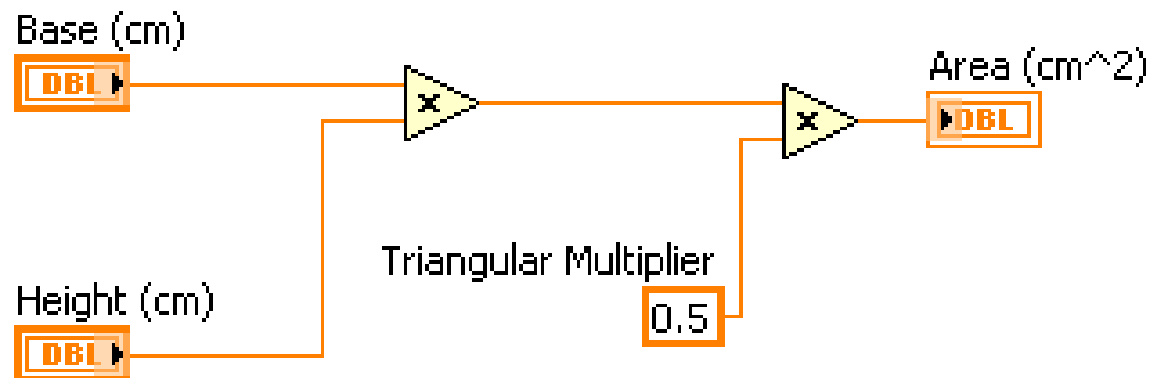 Base (cm)
DBL
x
x
Area (cm^2)
DBL
Triangular Multiplier
0.5
Height (cm)
DBL